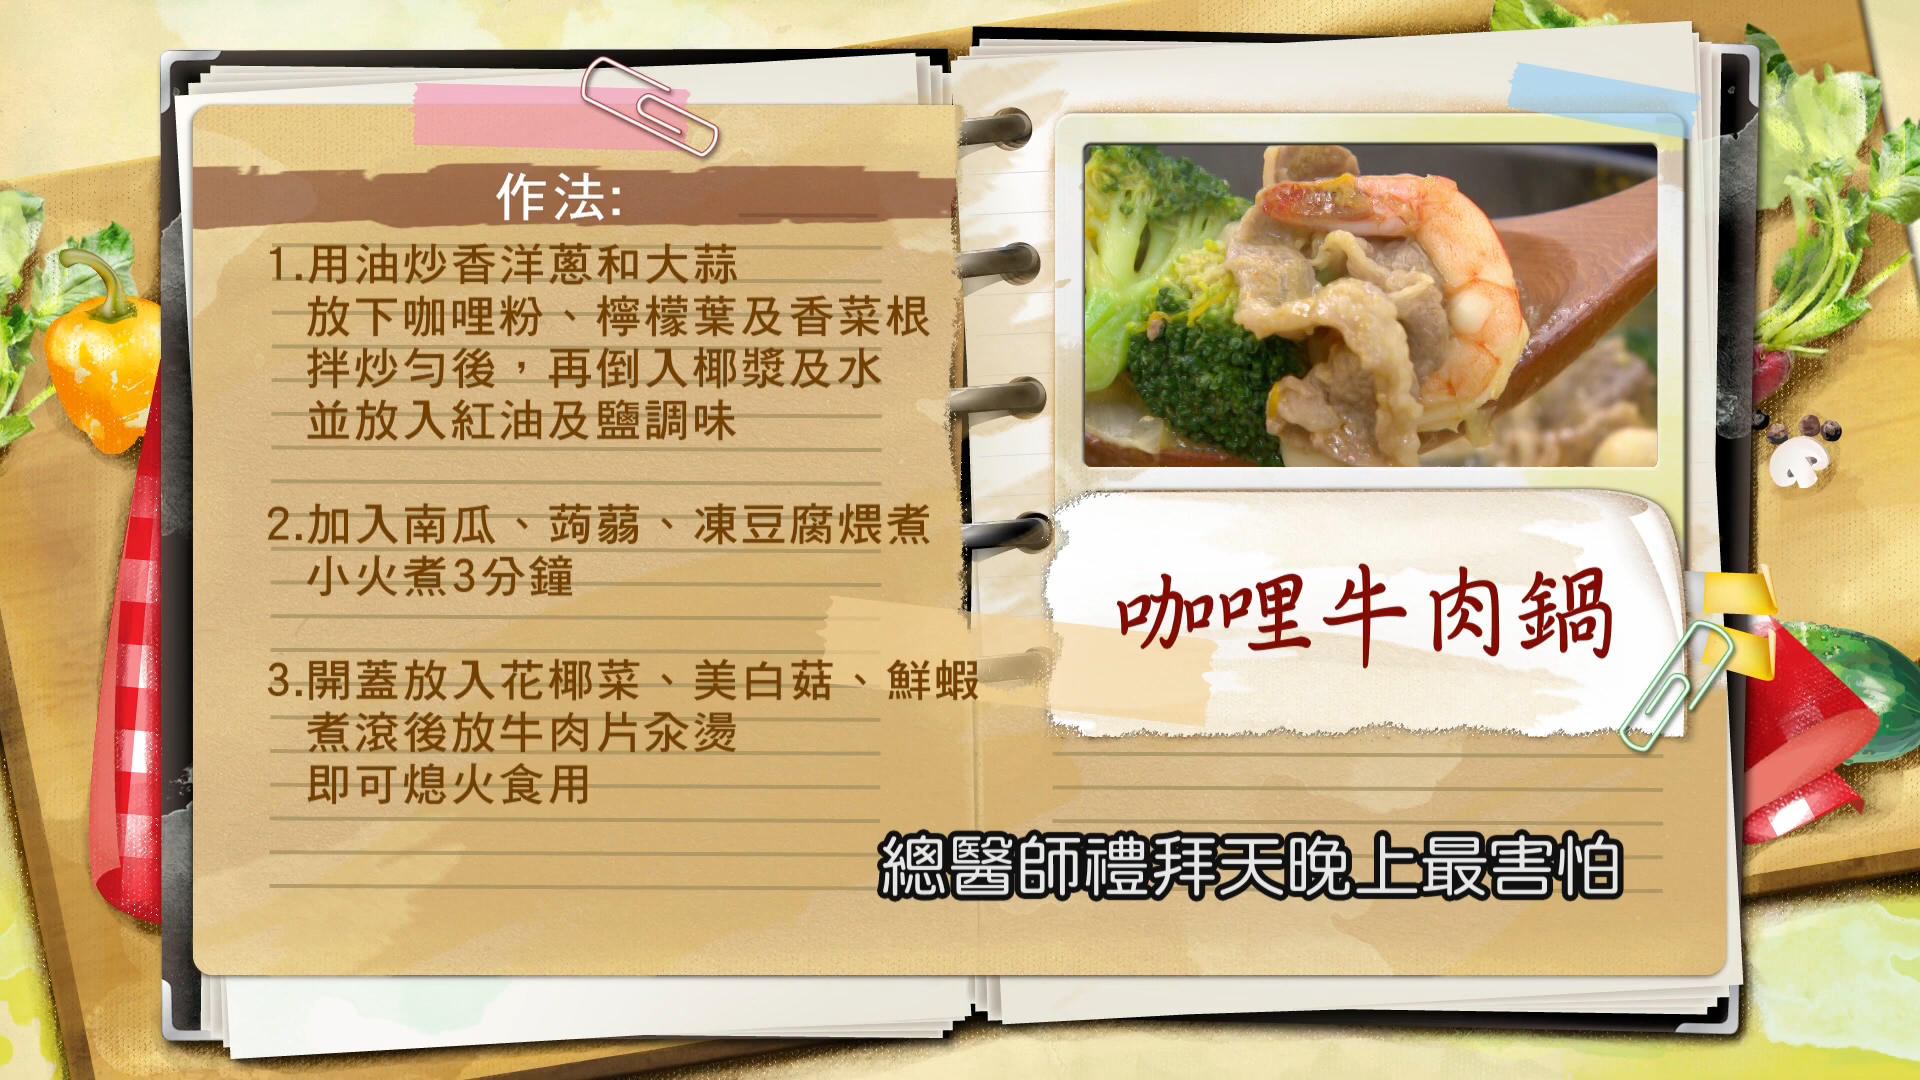 作法:
1.用油炒香洋蔥和大蒜
放下咖哩粉、檸檬葉及香菜根
拌炒勻後，再倒入椰漿及水
並放入紅油及鹽調味
2.加入南瓜、蒟蒻、凍豆腐煨煮
小火煮3分鐘
3.開蓋放入花椰菜、美白菇、鮮蝦
煮滾後放牛肉片汆燙
即可熄火食用
咖哩牛肉鍋
總醫師禮拜天晚上最害怕